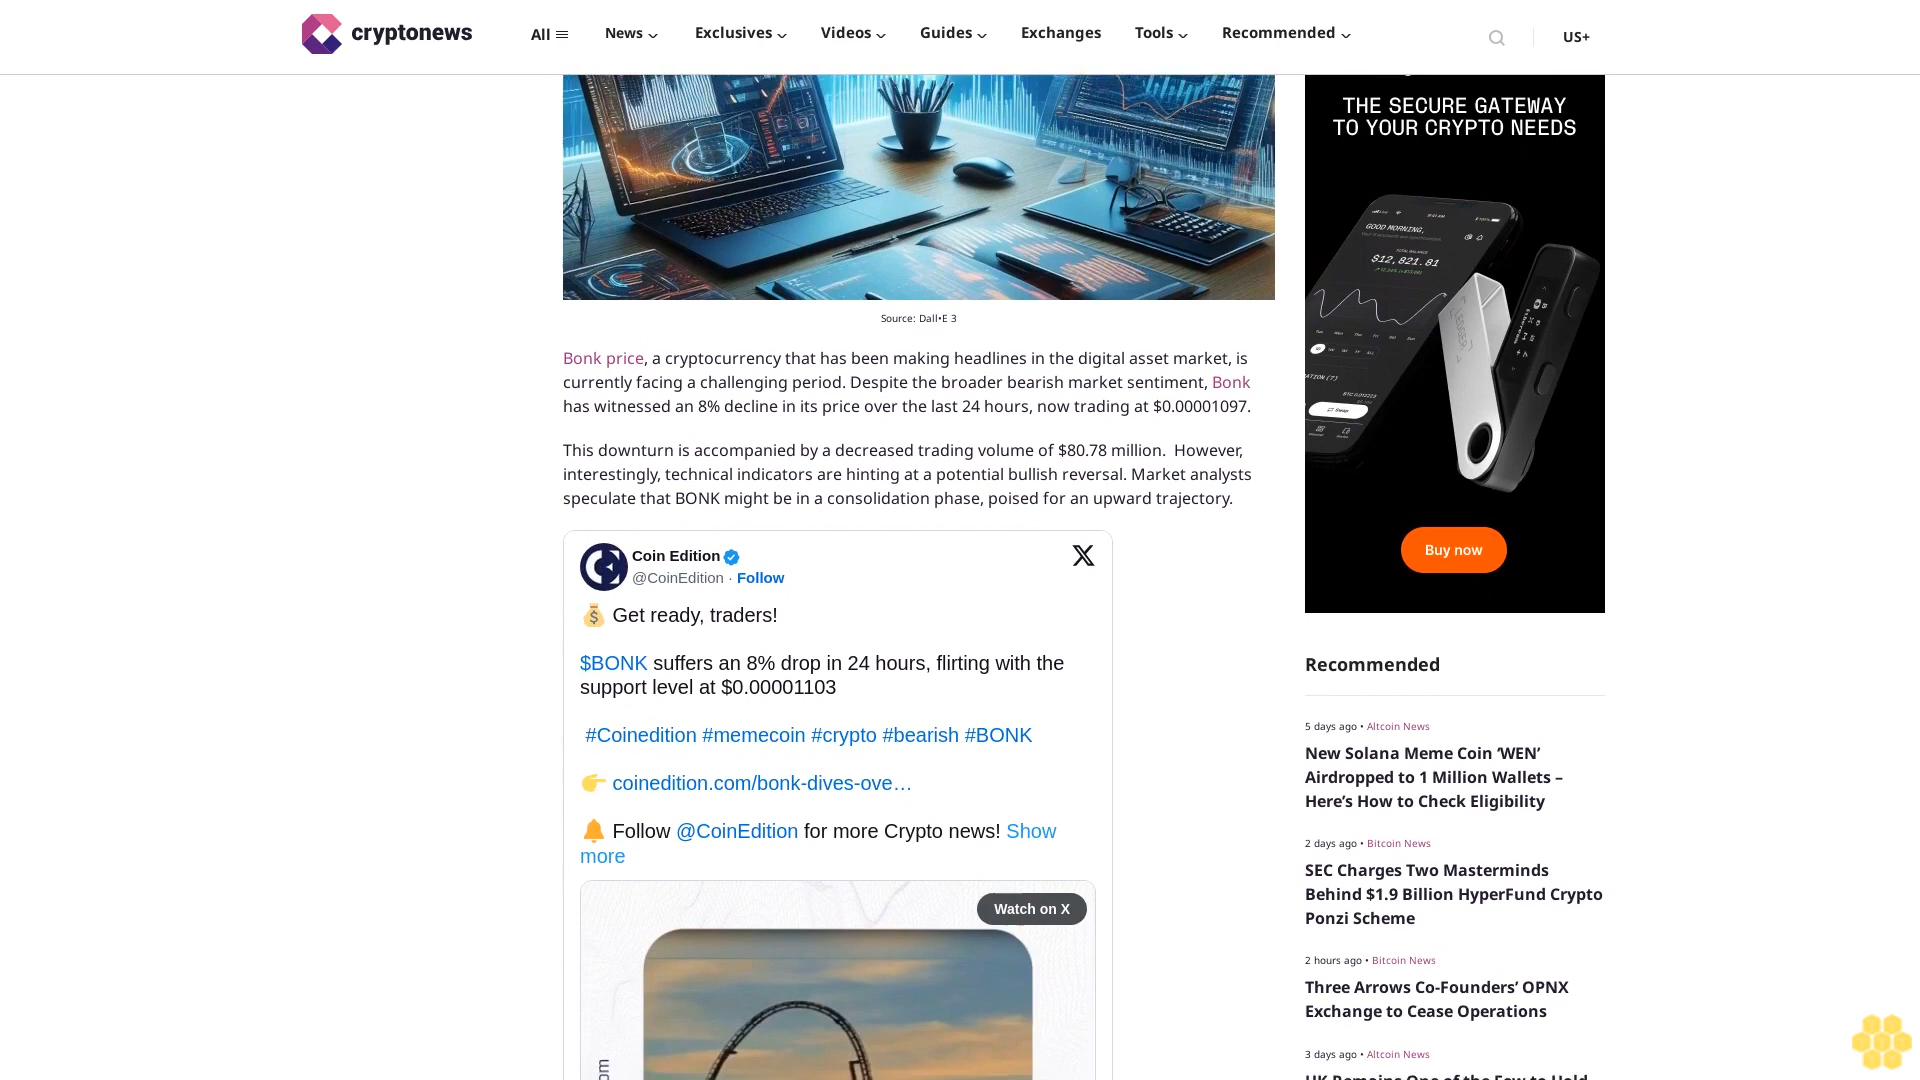 cryptonews
All
News
Exclusives
Videos
Guides
Exchanges
Tools
Recommended
US+
Source: Dall•E 3
Bonk price, a cryptocurrency that has been making headlines in the digital asset market, is
currently facing a challenging period. Despite the broader bearish market sentiment, Bonk
has witnessed an 8% decline in its price over the last 24 hours, now trading at $0.00001097.
This downturn is accompanied by a decreased trading volume of $80.78 million.  However,
interestingly, technical indicators are hinting at a potential bullish reversal. Market analysts
speculate that BONK might be in a consolidation phase, poised for an upward trajectory.
Coin Edition
@CoinEdition · Follow
Get ready, traders!
$BONK suffers an 8% drop in 24 hours, flirting with the
support level at $0.00001103
#Coinedition #memecoin #crypto #bearish #BONK
coinedition.com/bonk-dives-ove…
Follow @CoinEdition for more Crypto news! Show
more
Watch on X
THE SECURE GATEWAY
TO YOUR CRYPTO NEEDS
GOOD MORNING,
$12,821.81
LEDGER
Swap
Buy now
Recommended
5 days ago • Altcoin News
New Solana Meme Coin ‘WEN’
Airdropped to 1 Million Wallets –
Here’s How to Check Eligibility
2 days ago • Bitcoin News
SEC Charges Two Masterminds
Behind $1.9 Billion HyperFund Crypto
Ponzi Scheme
2 hours ago • Bitcoin News
Three Arrows Co-Founders’ OPNX
Exchange to Cease Operations
3 days ago • Altcoin News
UK Remains One of the Few to Hold